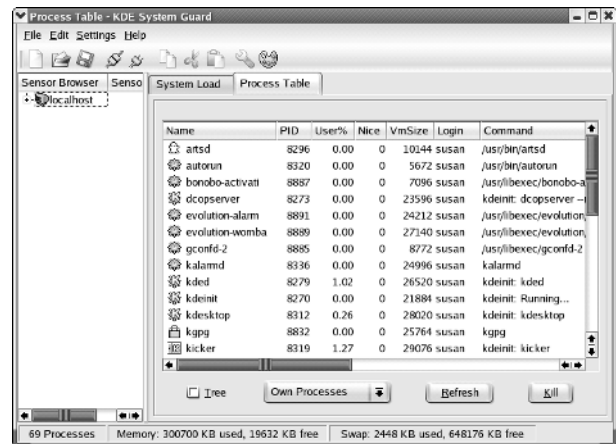 Process Table - KDE System Guard
File Edit Settings Help
Sensor Browser Senso
localhost
System Load Process Table
Name PID User% Nice VmSize Login Command
artsd 8296 0.00 0 10144 susan /usr/bin/artsd
autorun 8320 0.00 0 5672 susan /usr/bin/autorun
bonobo-activati 8887 0.00 0 7096 susan /usr/libexec/bonobo-a
dcopserver 8273 0.00 0 23596 susan kdeinit: dcopserver --
evolution-alarm 8891 0.00 0 24212 susan /usr/libexec/evolution
evolution-womba 8889 0.00 0 27140 susan /usr/libexec/evolution
gconfd-2 8885 0.00 0 8772 susan /usr/libexec/gconfd-2
kalarmd 8336 0.00 0 24996 susan kalarmd
kded 8279 1.02 0 26520 susan kdeinit: kded
kdeinit 8270 0.00 0 21884 susan kdeinit: Running...
kdesktop 8312 0.26 0 28020 susan kdeinit: kdesktop
kgpg 8832 0.00 0 25764 susan kgpg
kicker 8319 1.27 0 29076 susan kdeinit: kicker
Tree Own Processes Refresh Kill
69 Processes Memory: 300700 KB used, 19632 KB free Swap: 2448 KB used, 648176 KB free